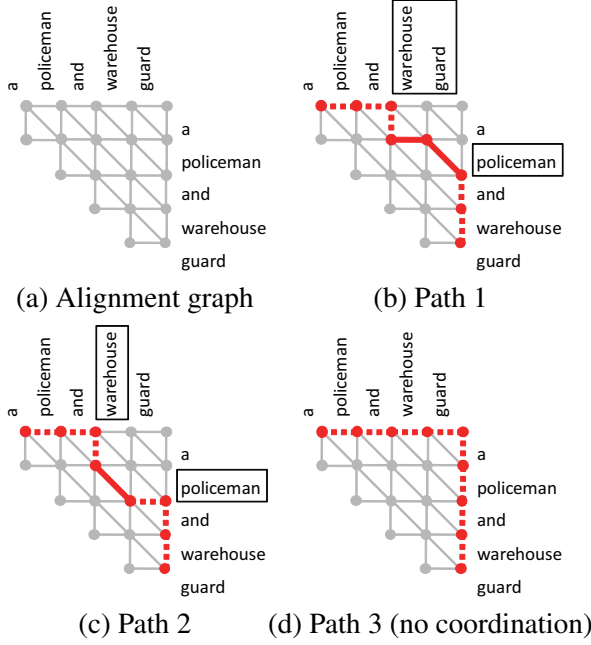 a
policeman
and
warehouse
guard
a
policeman
and
warehouse
guard
(a) Alignment graph
a
policeman
and
warehouse
guard
a
policeman
and
warehouse
guard
(b) Path 1
a
policeman
and
warehouse
guard
a
policeman
and
warehouse
guard
(c) Path 2
a
policeman
and
warehouse
guard
a
policeman
and
warehouse
guard
(d) Path 3 (no coordination)